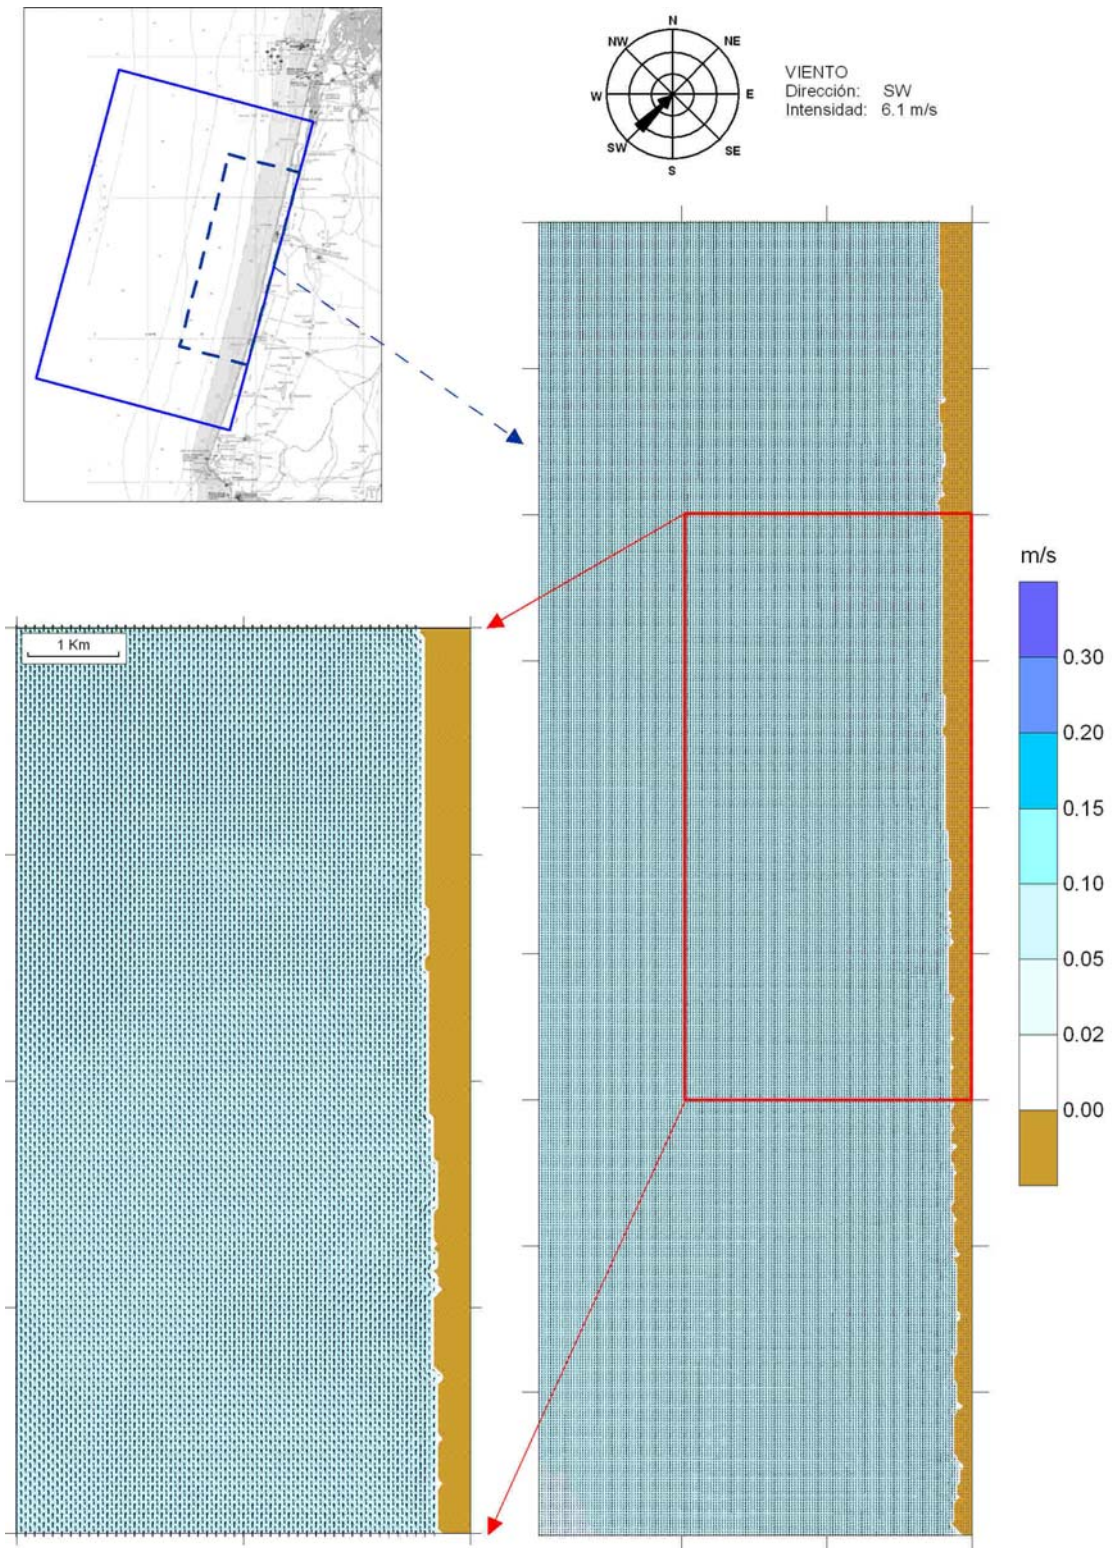 N
NW
NE
W
E
SW
SE
S
VIENTO
Dirección: SW
Intensidad: 6.1 m/s
m/s
0.30
0.20
0.15
0.10
0.05
0.02
0.00
1 Km